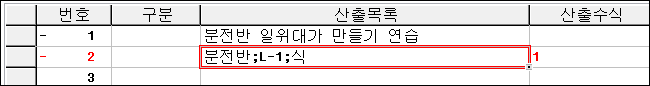 번호 구분 산출목록 산출수식
- 1 분전반 일위대가 만들기 연습
- 2 분전반;L-1;식 1
3